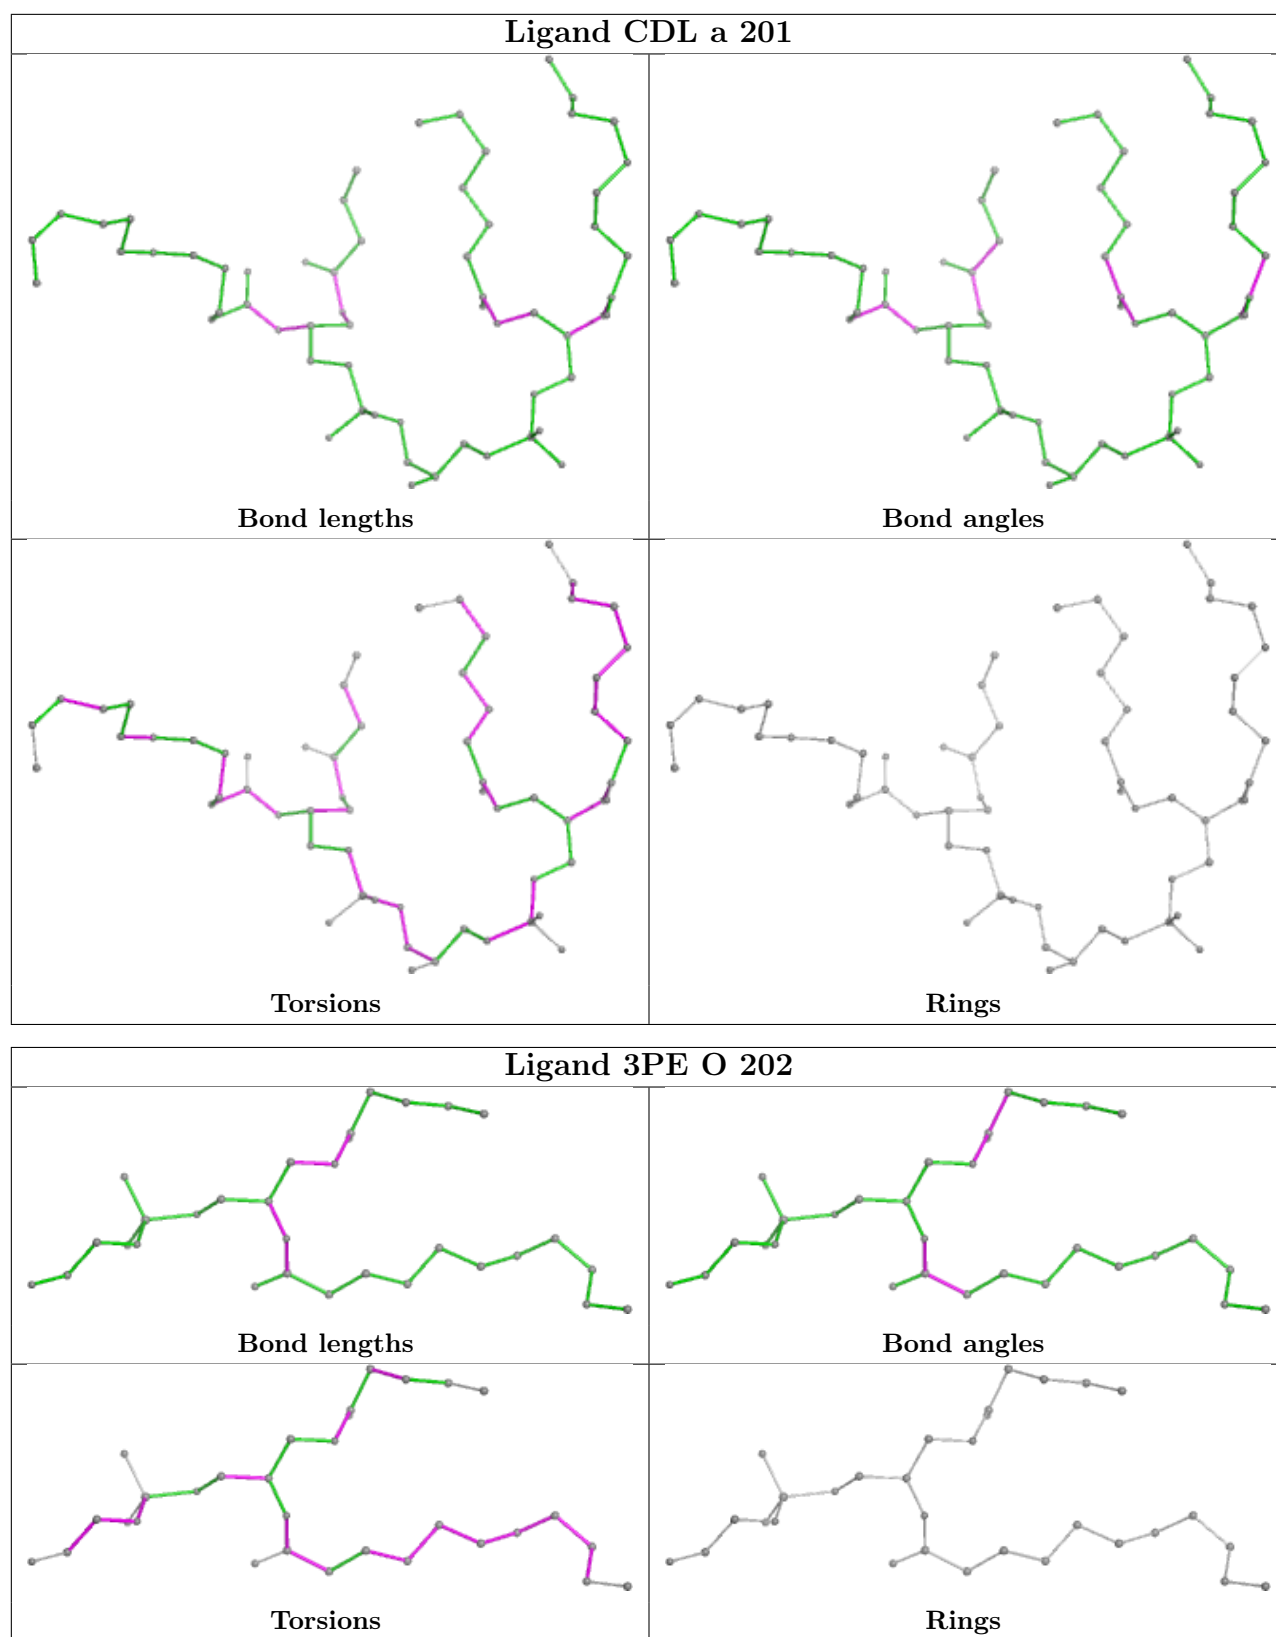 Ligand CDL a 201
Bond lengths
Bond angles
Torsions
Rings
Ligand 3PE O 202
Bond lengths
Bond angles
Torsions
Rings